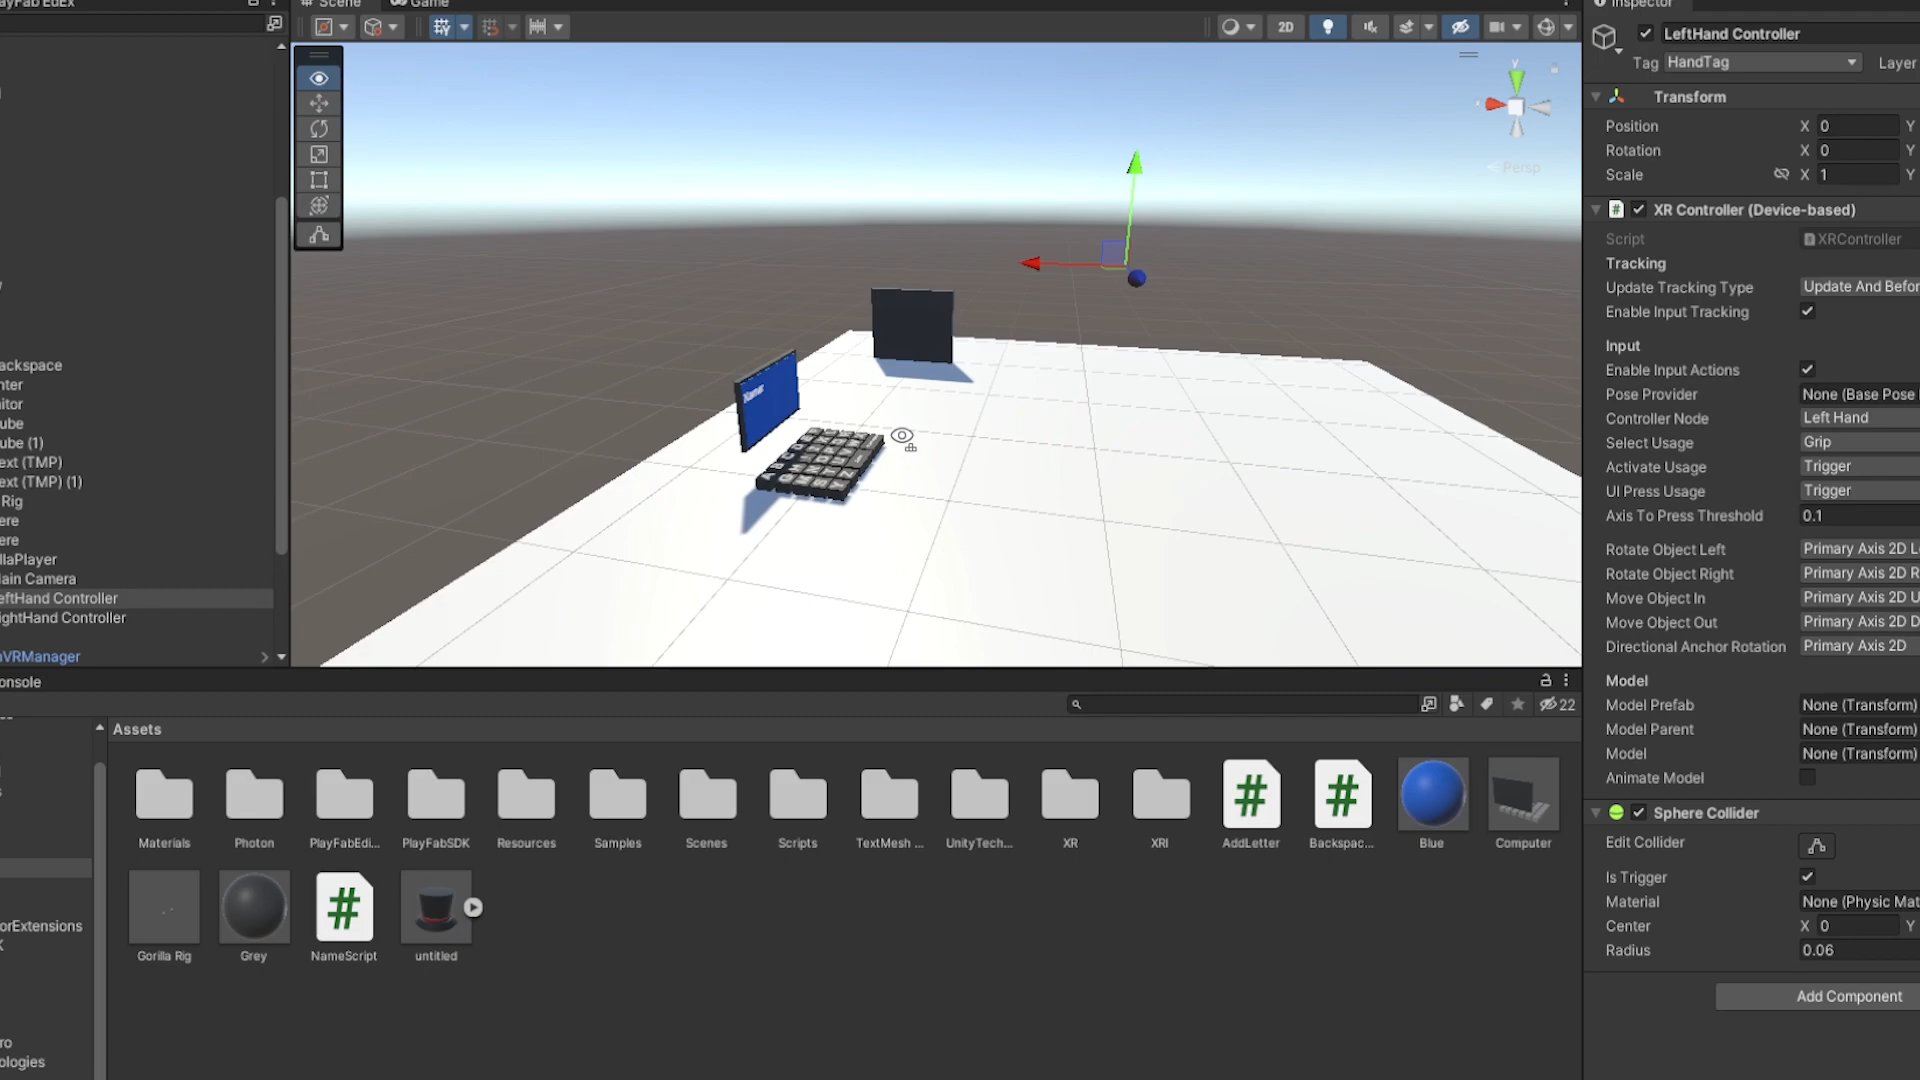 ayFab EdEx
Scene
Game
Inspector
2D
LeftHand Controller
Tag HandTag Layer
Transform
Position X 0 Y
Rotation X 0 Y
Scale X 1 Y
XR Controller (Device-based)
Script XRController
Tracking
Update Tracking Type Update And Befor
Enable Input Tracking
Input
Enable Input Actions
Pose Provider None (Base Pose
Controller Node Left Hand
Select Usage Grip
Activate Usage Trigger
UI Press Usage Trigger
Axis To Press Threshold 0.1
Rotate Object Left Primary Axis 2D L
Rotate Object Right Primary Axis 2D R
Move Object In Primary Axis 2D U
Move Object Out Primary Axis 2D D
Directional Anchor Rotation Primary Axis 2D
Model
Model Prefab None (Transform)
Model Parent None (Transform)
Model None (Transform)
Animate Model
Sphere Collider
Edit Collider
Is Trigger
Material None (Physic Mat
Center X 0 Y
Radius 0.06
Add Component
y
x
Persp
Name
ackspace
nter
itor
ube
ube (1)
ext (TMP)
ext (TMP) (1)
Rig
ere
ere
llaPlayer
ain Camera
eftHand Controller
ightHand Controller
VRManager
onsole
22
Assets
Materials
Photon
PlayFabEdi...
PlayFabSDK
Resources
Samples
Scenes
Scripts
TextMesh ...
UnityTech...
XR
XRI
AddLetter
Backspac...
Blue
Computer
Gorilla Rig
Grey
NameScript
untitled
orExtensions
K
ro
ologies